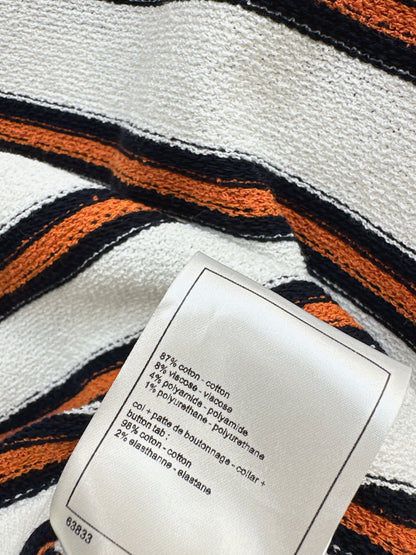 87% coton - cotton
8% viscose - viscose
4% polyamide - polyamide
1% polyuréthane - polyurethane
col + patte de boutonnage - collar +
button tab :
98% coton - cotton
2% elasthanne - elastane
63833